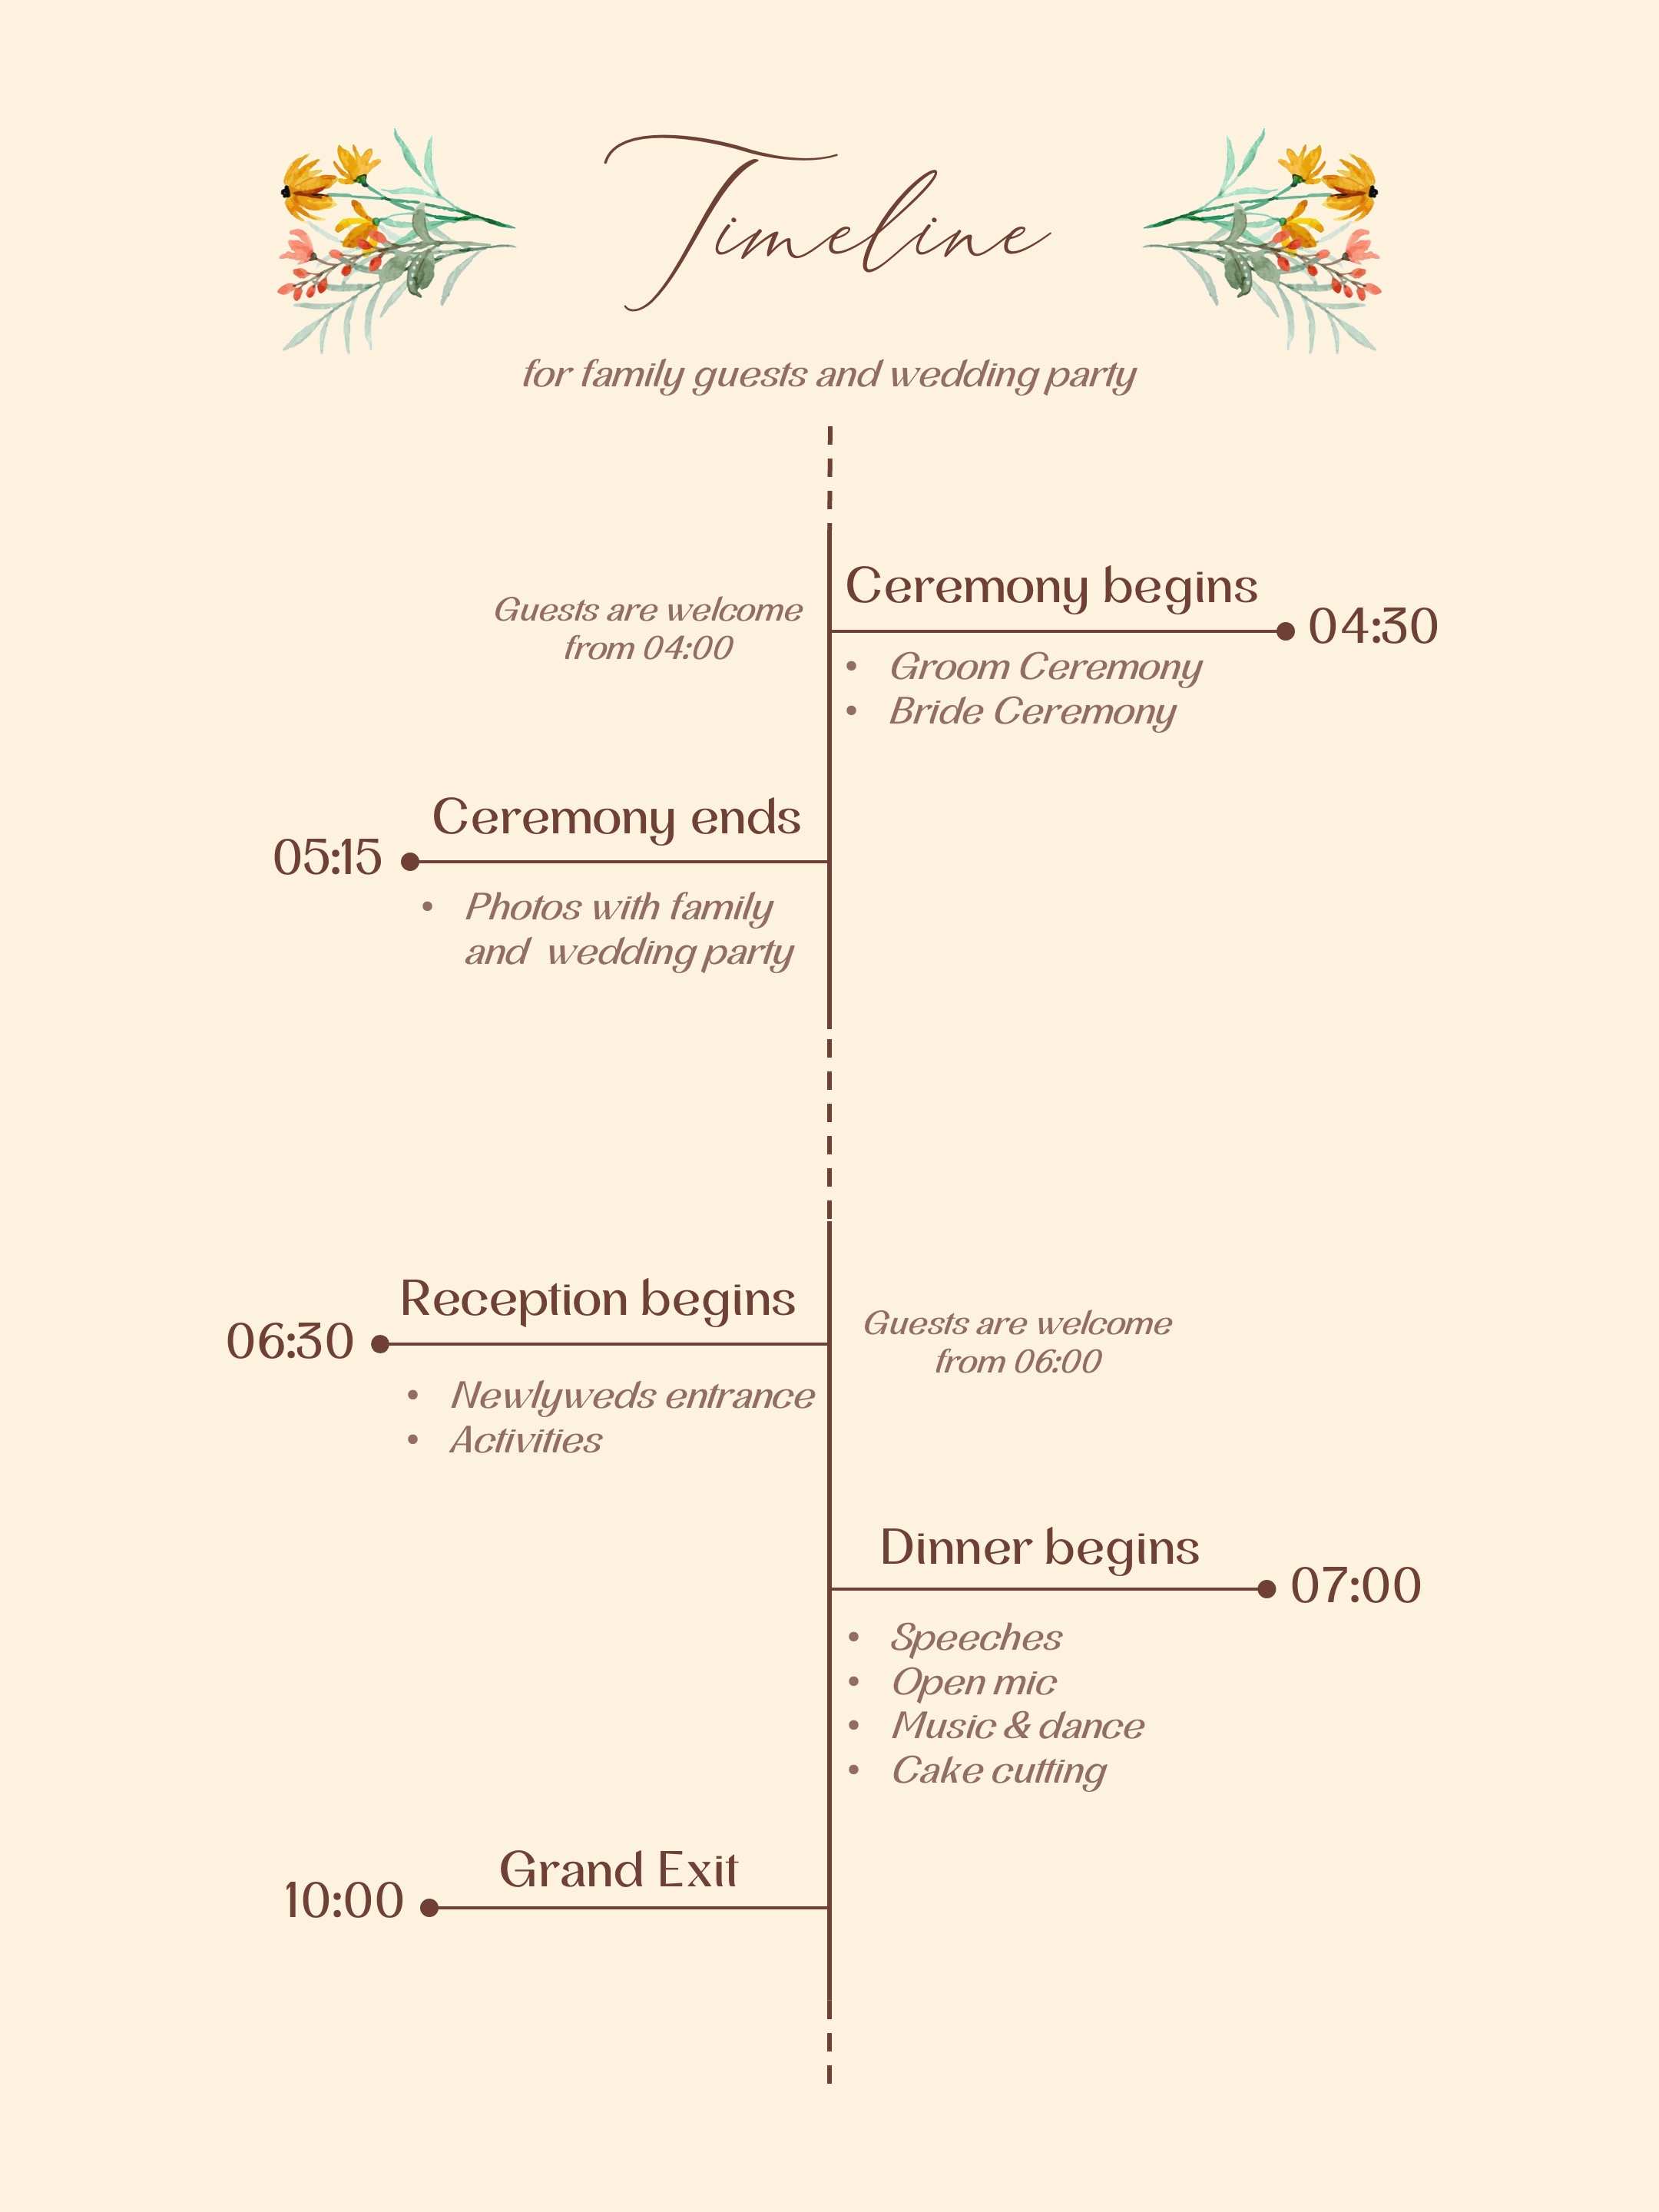 Timeline
for family guests and wedding party
Ceremony begins
Guests are welcome
from 04:00
04:30
• Groom Ceremony
• Bride Ceremony
Ceremony ends
05:15
• Photos with family
and wedding party
Reception begins
06:30
Guests are welcome
from 06:00
• Newlyweds entrance
• Activities
Dinner begins
07:00
• Speeches
• Open mic
• Music & dance
• Cake cutting
Grand Exit
10:00